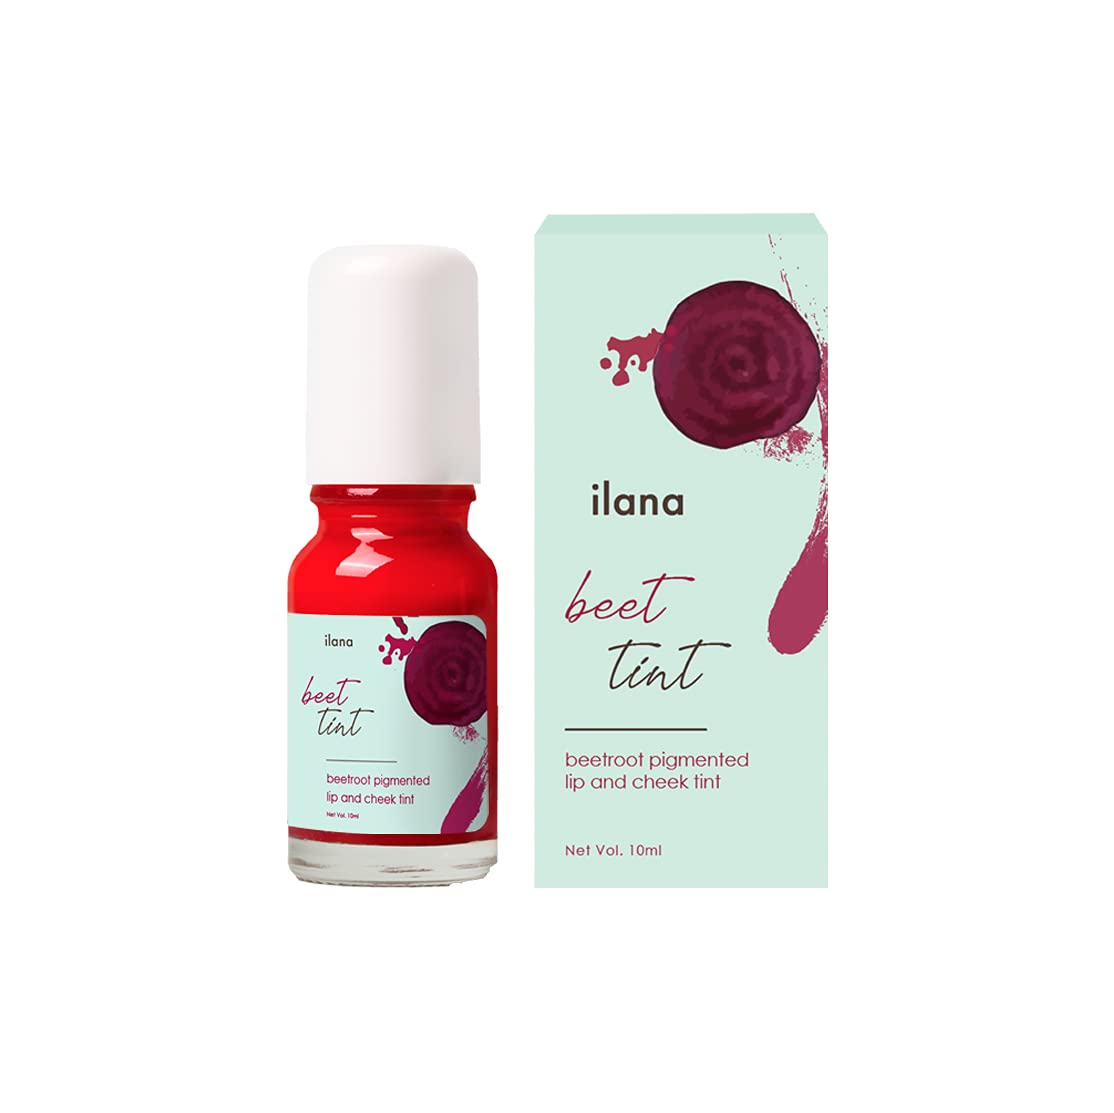 ilana
beet
tint
beetroot pigmented
lip and cheek tint
Net Vol. 10ml
ilana
beet
tint
beetroot pigmented
lip and cheek tint
Net Vol. 10ml